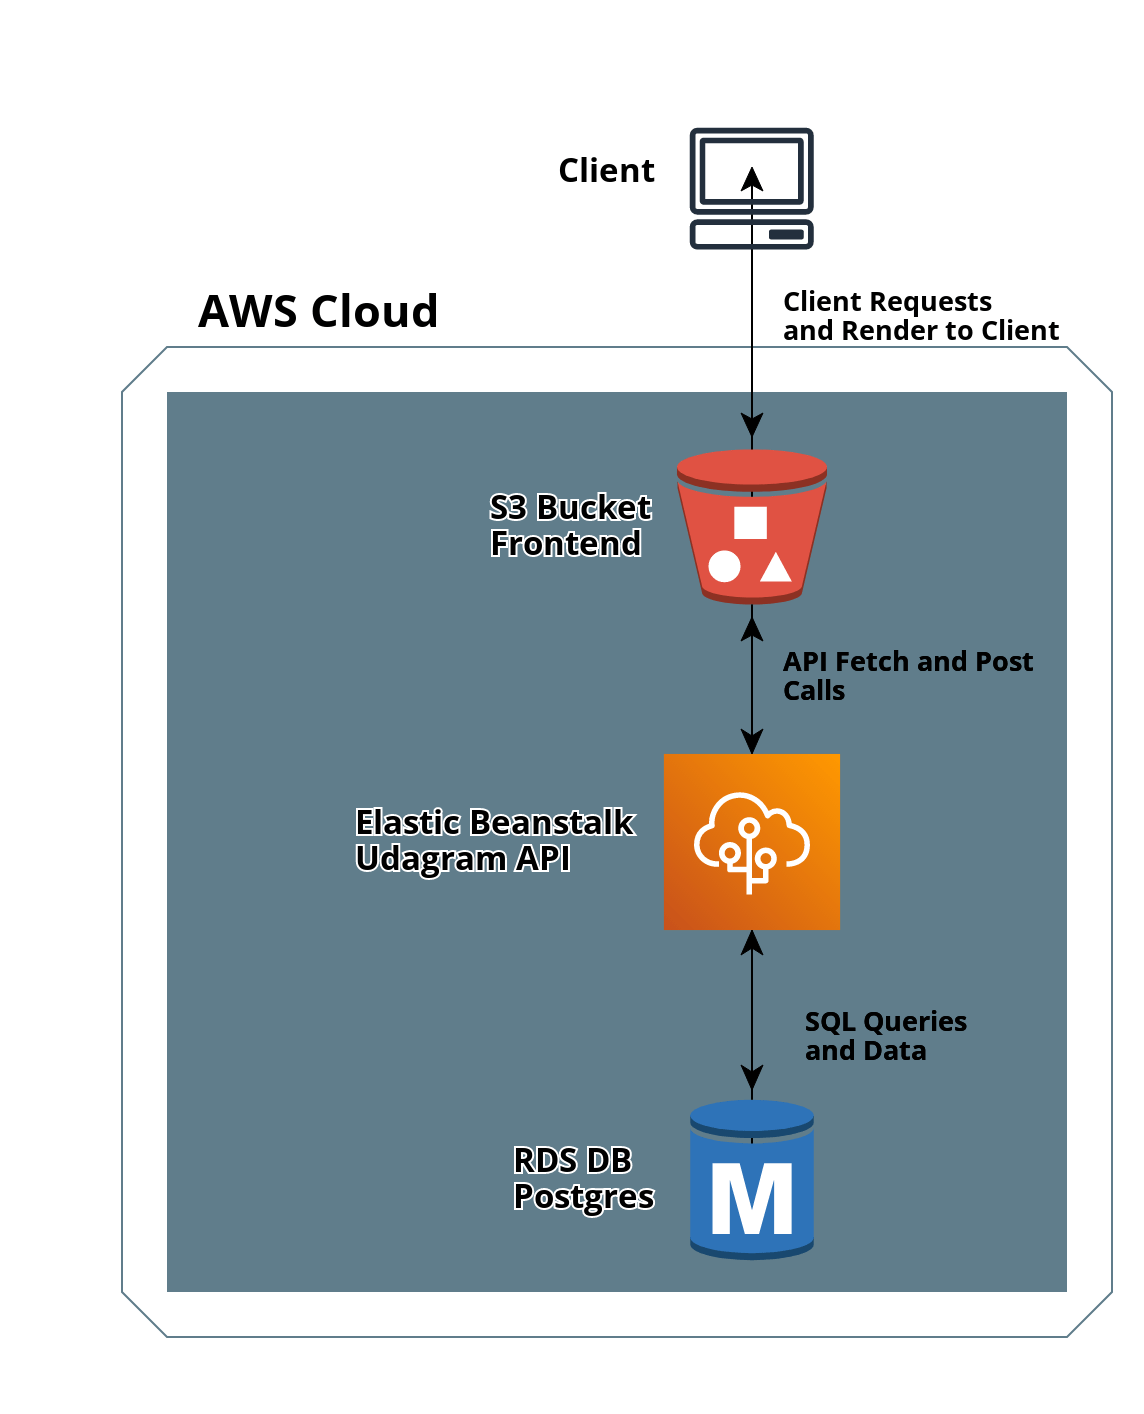 Client
AWS Cloud
Client Requests
and Render to Client
S3 Bucket
Frontend
API Fetch and Post
Calls
Elastic Beanstalk
Udagram API
SQL Queries
and Data
RDS DB
Postgres
M